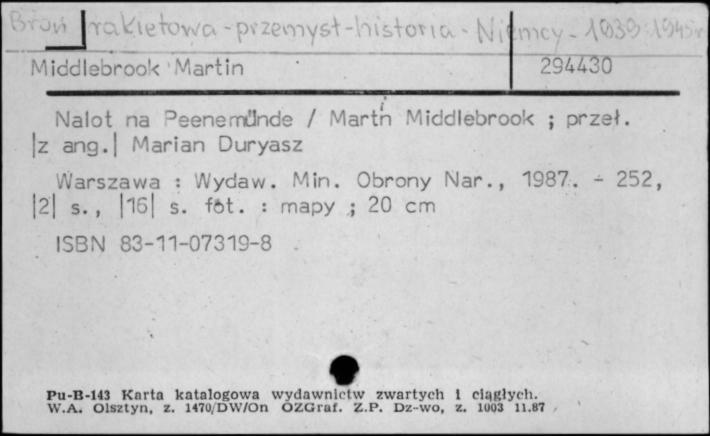 Broń rakietowa - przemysł - historia - Niemcy - 1939-1945 r.
Middlebrook Martin 294430
Nalot na Peenemünde / Martin Middlebrook ; przeł.
|z ang.| Marian Duryasz
Warszawa : Wydaw. Min. Obrony Nar., 1987. - 252,
|2| s., |16| s. fot. : mapy ; 20 cm
ISBN 83-11-07319-8
Pu-B-143 Karta katalogowa wydawnictw zwartych i ciągłych.
W.A. Olsztyn, z. 1470/DW/On OZGraf. Z.P. Dz-wo, z. 1003 11.87